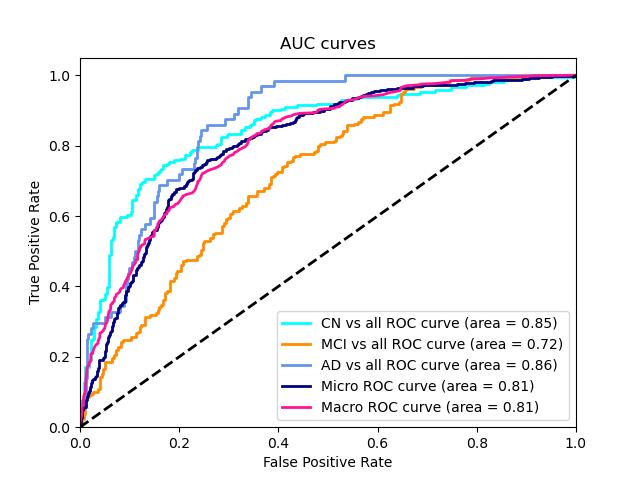 AUC curves
True Positive Rate
1.0
0.8
0.6
0.4
0.2
0.0
CN vs all ROC curve (area = 0.85)
MCI vs all ROC curve (area = 0.72)
AD vs all ROC curve (area = 0.86)
Micro ROC curve (area = 0.81)
Macro ROC curve (area = 0.81)
0.0 0.2 0.4 0.6 0.8 1.0
False Positive Rate